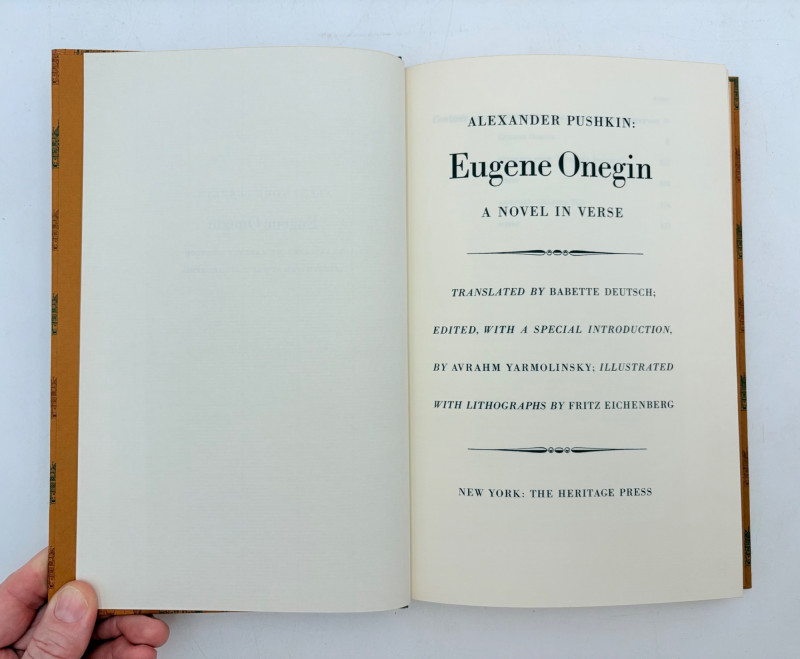 ALEXANDER PUSHKIN:
Eugene Onegin
A NOVEL IN VERSE
TRANSLATED BY BABETTE DEUTSCH;
EDITED, WITH A SPECIAL INTRODUCTION,
BY AVRAHM YARMOLINSKY; ILLUSTRATED
WITH LITHOGRAPHS BY FRITZ EICHENBERG
NEW YORK: THE HERITAGE PRESS